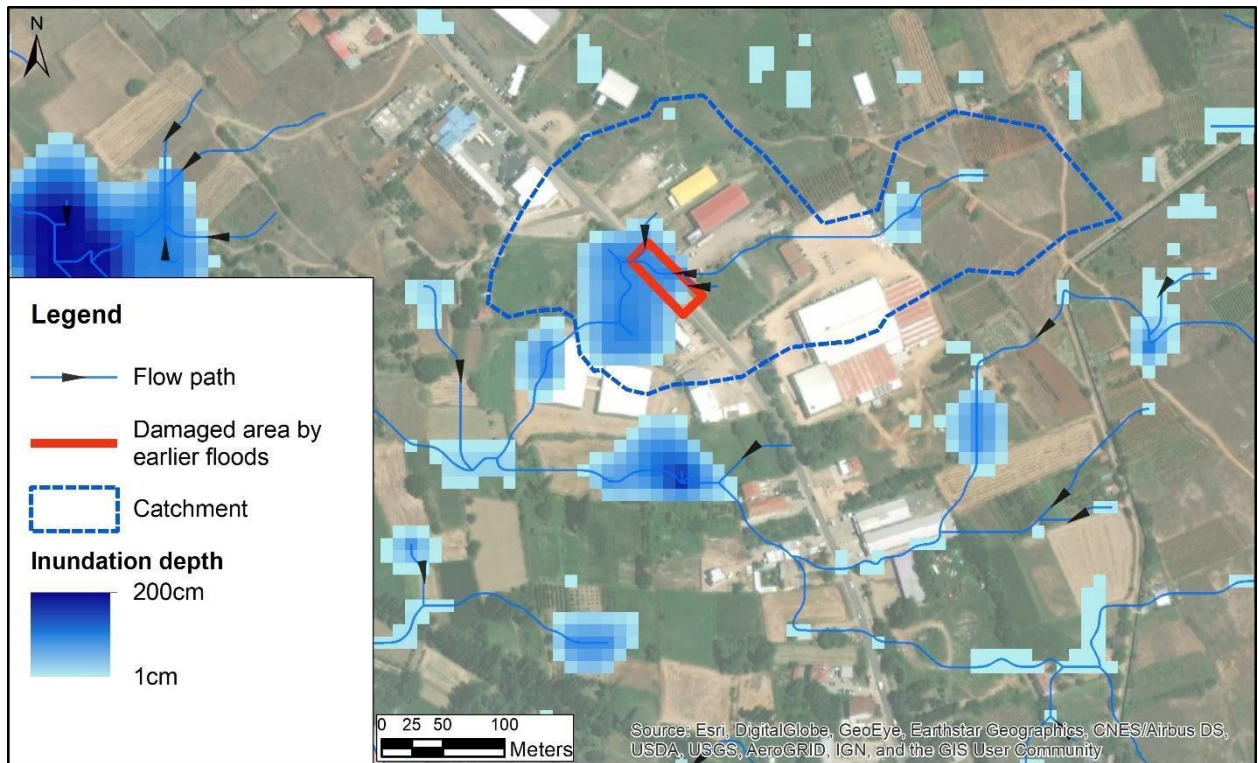 N
Legend
Flow path
Damaged area by
earlier floods
Catchment
Inundation depth
200cm
1cm
0 25 50 100
Meters
Source: Esri, DigitalGlobe, GeoEye, Earthstar Geographics, CNES/Airbus DS,
USDA, USGS, AeroGRID, IGN, and the GIS User Community